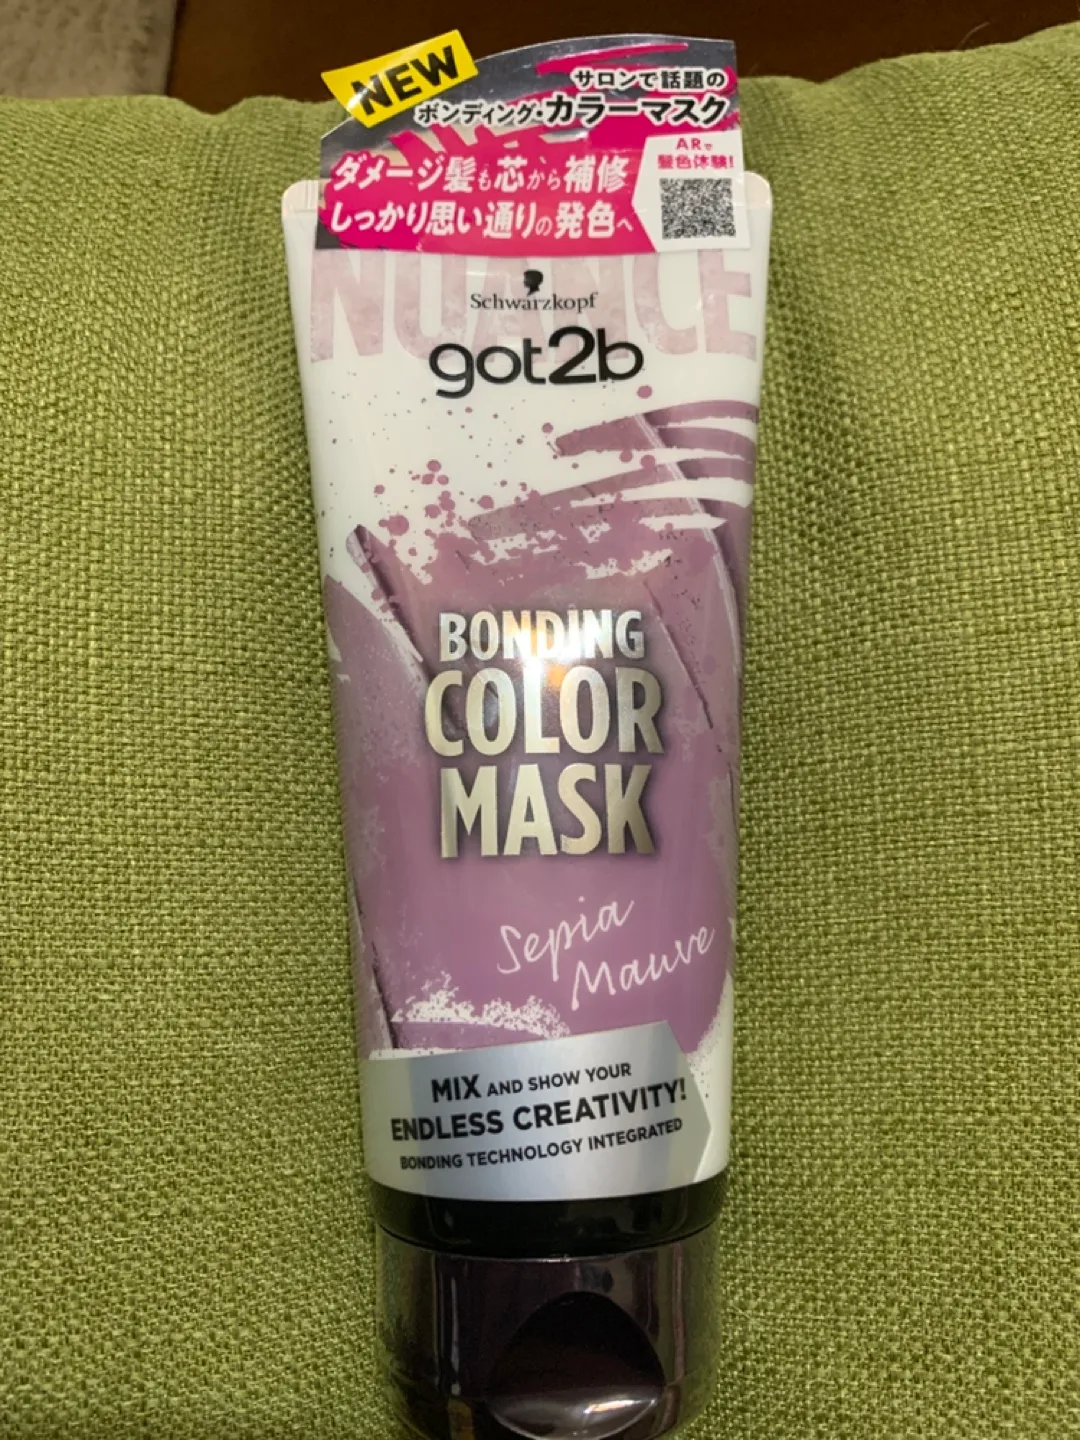 NEW
サロンで話題の
ボンディング・カラーマスク
ARで
髪色体験!
ダメージ髪も芯から補修
しっかり思い通りの発色へ
NUANCE
Schwarzkopf
got2b
BONDING
COLOR
MASK
Sepia
Mauve
MIX AND SHOW YOUR
ENDLESS CREATIVITY!
BONDING TECHNOLOGY INTEGRATED